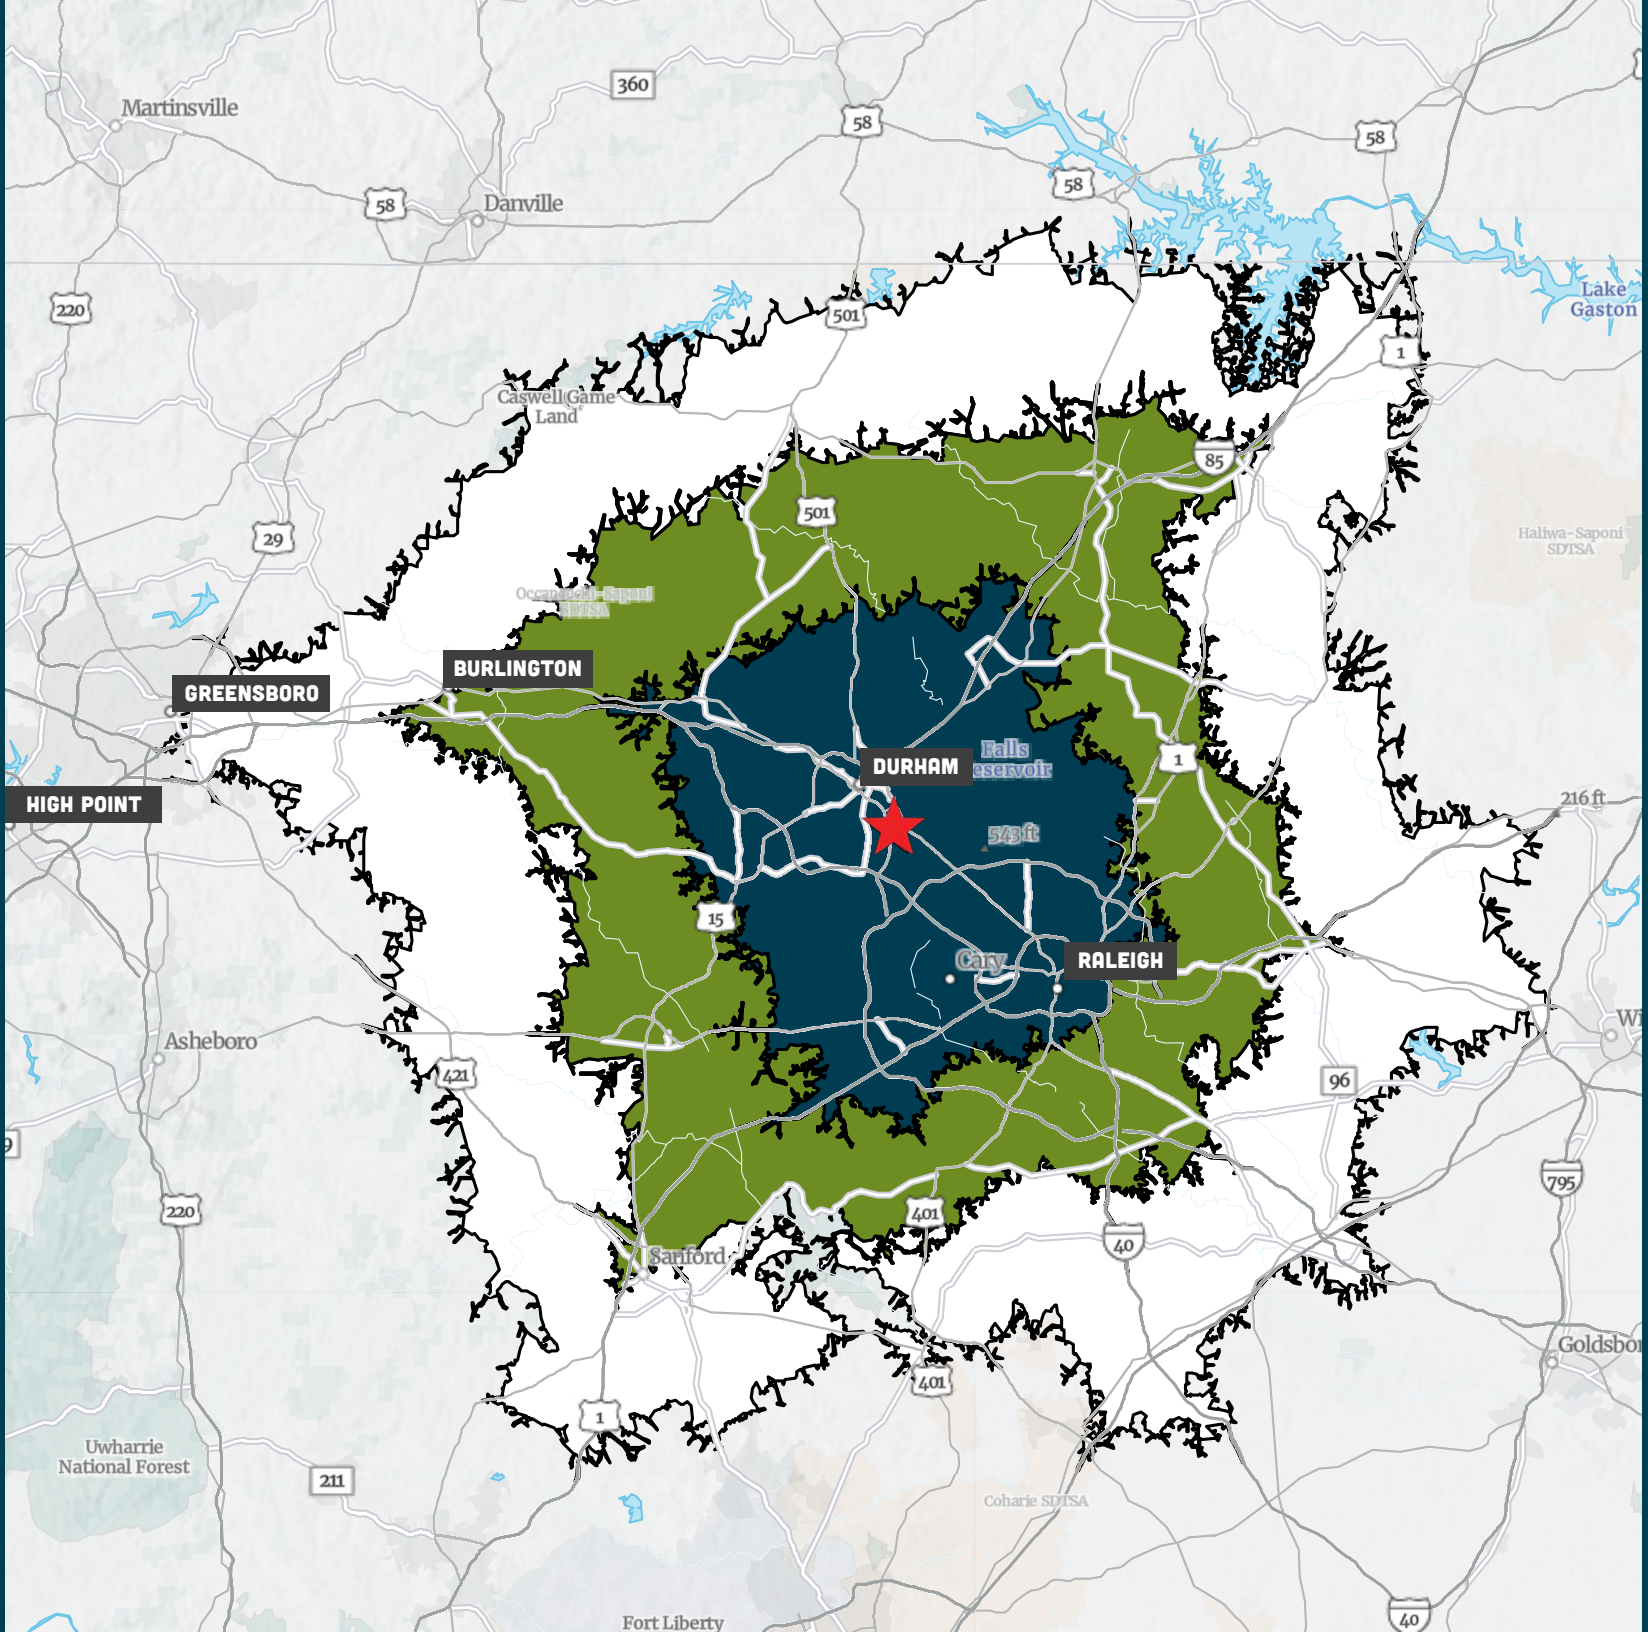 360
Martinsville
58
58
58
58
Danville
Lake
Gaston
220
501
1
Caswell Game
Land
85
501
29
Haliwa-Saponi
SDTSA
Occaneechi-Saponi
SDTSA
BURLINGTON
GREENSBORO
Falls
eservoir
1
DURHAM
HIGH POINT
216 ft
543 ft
15
Cary
RALEIGH
Wi
Asheboro
421
96
9
795
220
401
40
Sanford
Goldsbor
401
1
Uwharrie
National Forest
211
Coharie SDTSA
Fort Liberty
40